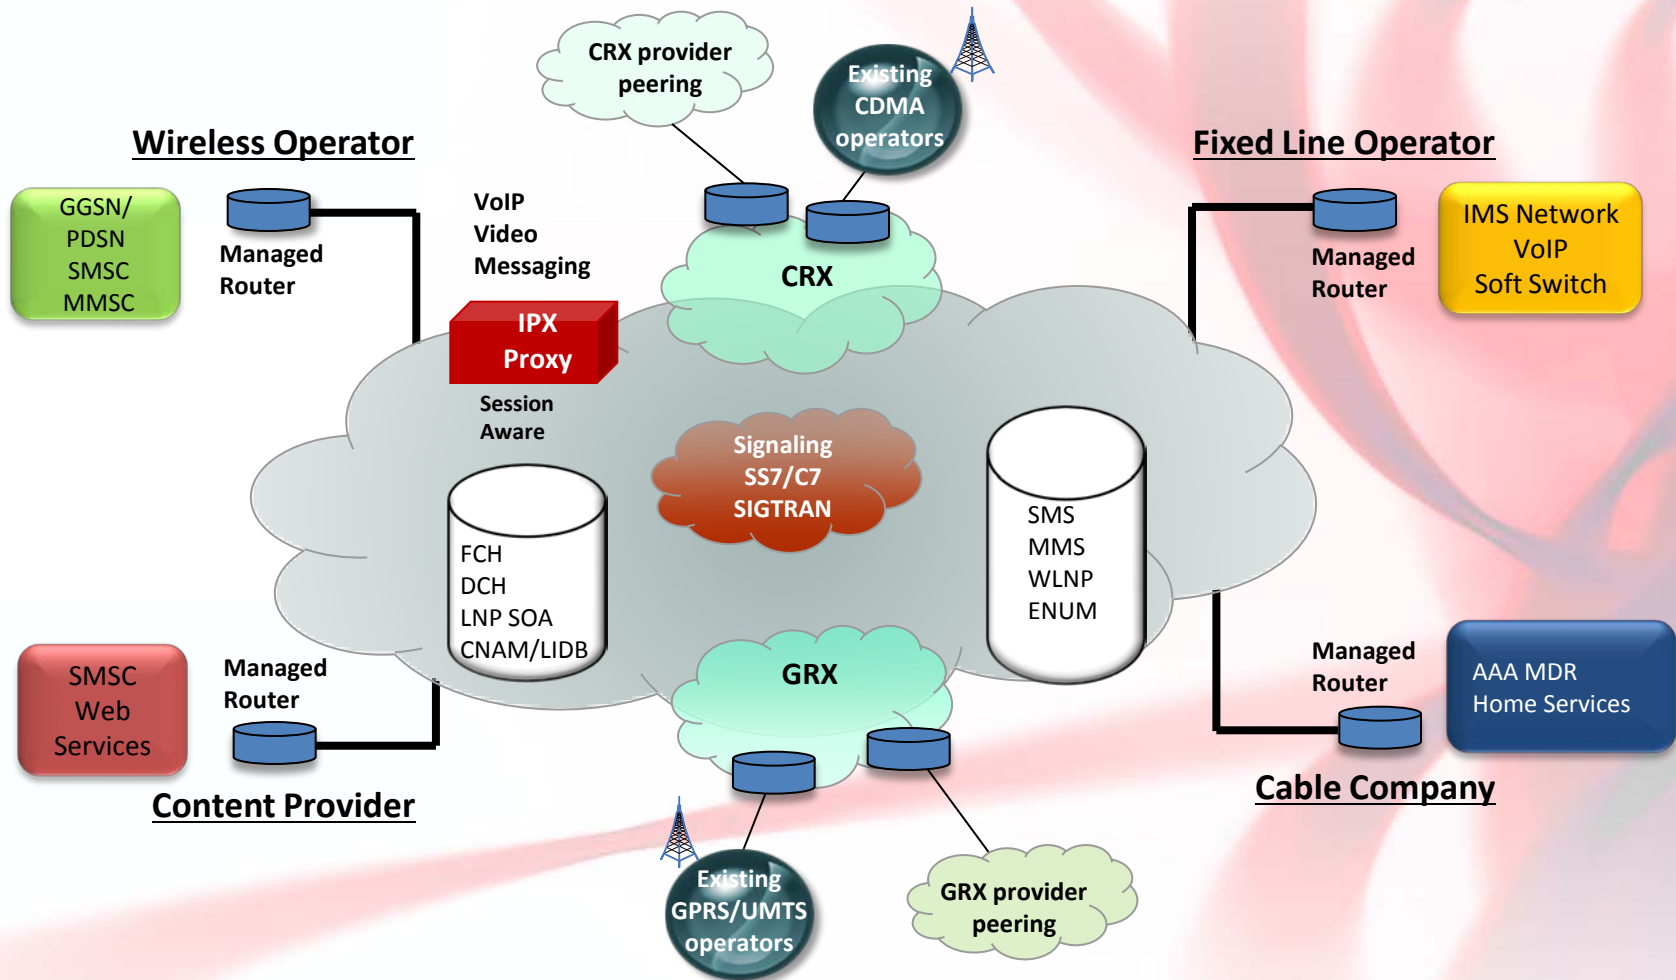 CRX provider
peering
Existing
CDMA
operators
Wireless Operator
Fixed Line Operator
GGSN/
PDSN
SMSC
MMSC
Managed
Router
VoIP
Video
Messaging
CRX
Managed
Router
IMS Network
VoIP
Soft Switch
IPX
Proxy
Session
Aware
Signaling
SS7/C7
SIGTRAN
FCH
DCH
LNP SOA
CNAM/LIDB
SMS
MMS
WLNP
ENUM
SMSC
Web
Services
Managed
Router
GRX
Managed
Router
AAA MDR
Home Services
Content Provider
Cable Company
Existing
GPRS/UMTS
operators
GRX provider
peering